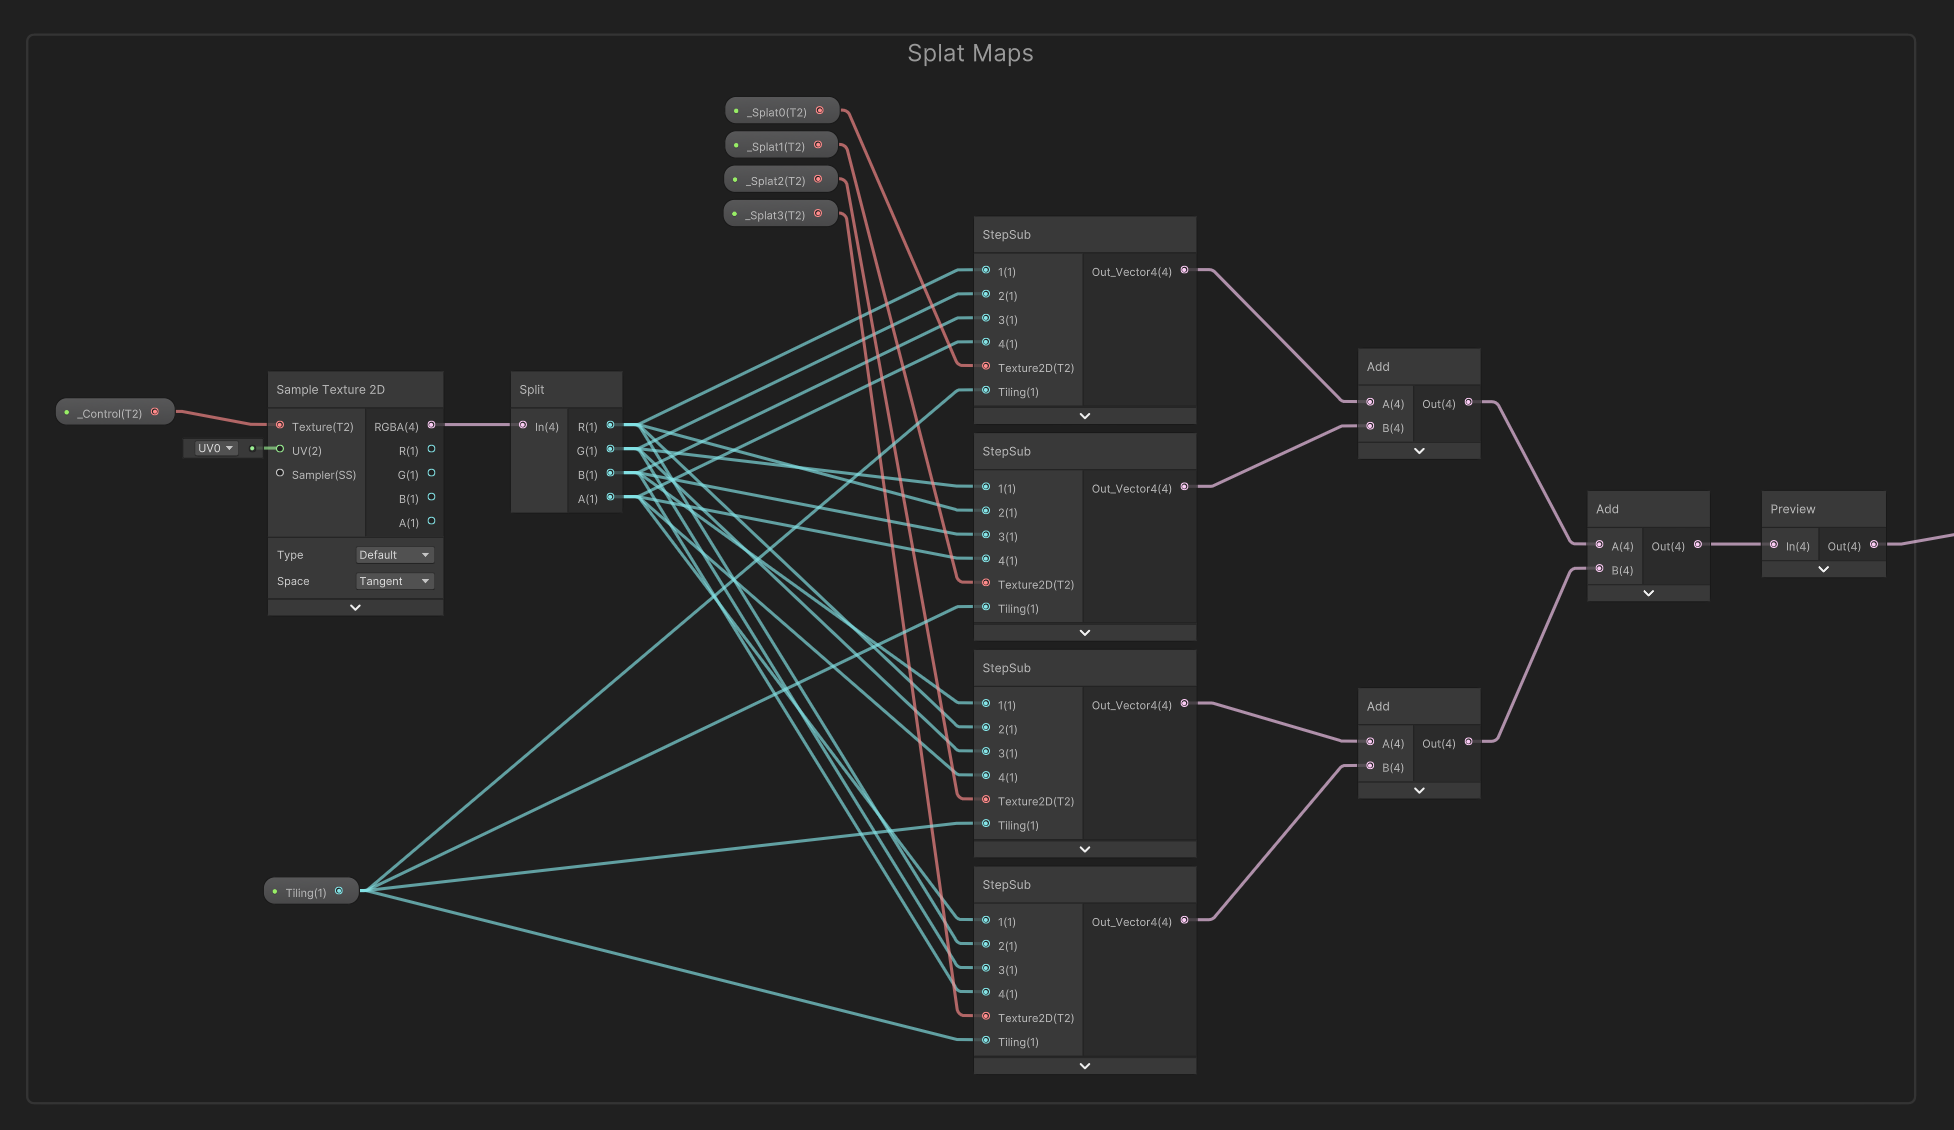 Splat Maps
_Splat0(T2)
_Splat1(T2)
_Splat2(T2)
_Splat3(T2)
_Control(T2)
UV0
Sample Texture 2D
Texture(T2) RGBA(4)
UV(2) R(1)
Sampler(SS) G(1)
B(1)
A(1)
Type Default
Space Tangent
Split
In(4) R(1)
G(1)
B(1)
A(1)
Tiling(1)
StepSub
1(1) Out_Vector4(4)
2(1)
3(1)
4(1)
Texture2D(T2)
Tiling(1)
StepSub
1(1) Out_Vector4(4)
2(1)
3(1)
4(1)
Texture2D(T2)
Tiling(1)
StepSub
1(1) Out_Vector4(4)
2(1)
3(1)
4(1)
Texture2D(T2)
Tiling(1)
StepSub
1(1) Out_Vector4(4)
2(1)
3(1)
4(1)
Texture2D(T2)
Tiling(1)
Add
A(4) Out(4)
B(4)
Add
A(4) Out(4)
B(4)
Add
A(4) Out(4)
B(4)
Preview
In(4) Out(4)